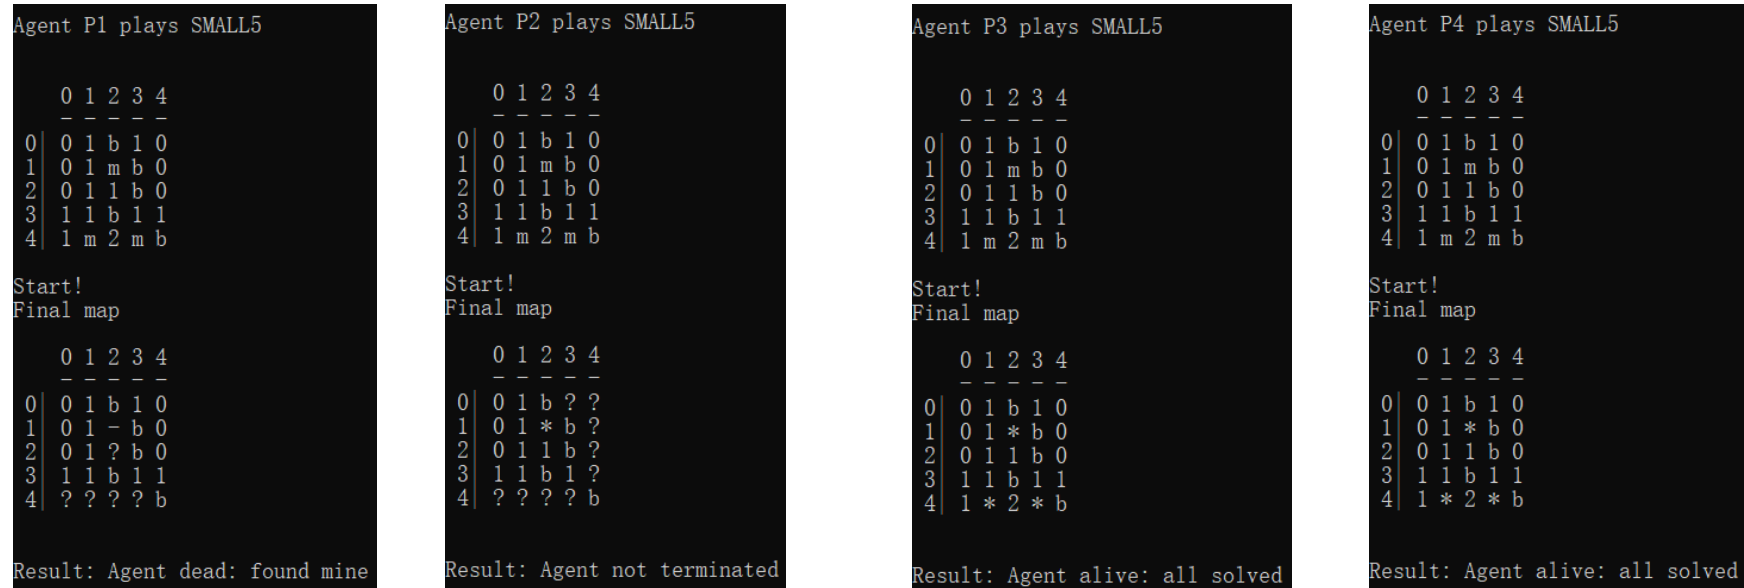 Agent P1 plays SMALL5
0 1 2 3 4
- - - - -
0| 0 1 b 1 0
1| 0 1 m b 0
2| 0 1 1 b 0
3| 1 1 b 1 1
4| 1 m 2 m b
Start!
Final map
0 1 2 3 4
- - - - -
0| 0 1 b 1 0
1| 0 1 - b 0
2| 0 1 ? b 0
3| 1 1 b 1 1
4| ? ? ? ? b
Result: Agent dead: found mine
Agent P2 plays SMALL5
0 1 2 3 4
- - - - -
0| 0 1 b 1 0
1| 0 1 m b 0
2| 0 1 1 b 0
3| 1 1 b 1 1
4| 1 m 2 m b
Start!
Final map
0 1 2 3 4
- - - - -
0| 0 1 b ? ?
1| 0 1 * b ?
2| 0 1 1 b ?
3| 1 1 b 1 ?
4| ? ? ? ? b
Result: Agent not terminated
Agent P3 plays SMALL5
0 1 2 3 4
- - - - -
0| 0 1 b 1 0
1| 0 1 m b 0
2| 0 1 1 b 0
3| 1 1 b 1 1
4| 1 m 2 m b
Start!
Final map
0 1 2 3 4
- - - - -
0| 0 1 b 1 0
1| 0 1 * b 0
2| 0 1 1 b 0
3| 1 1 b 1 1
4| 1 * 2 * b
Result: Agent alive: all solved
Agent P4 plays SMALL5
0 1 2 3 4
- - - - -
0| 0 1 b 1 0
1| 0 1 m b 0
2| 0 1 1 b 0
3| 1 1 b 1 1
4| 1 m 2 m b
Start!
Final map
0 1 2 3 4
- - - - -
0| 0 1 b 1 0
1| 0 1 * b 0
2| 0 1 1 b 0
3| 1 1 b 1 1
4| 1 * 2 * b
Result: Agent alive: all solved